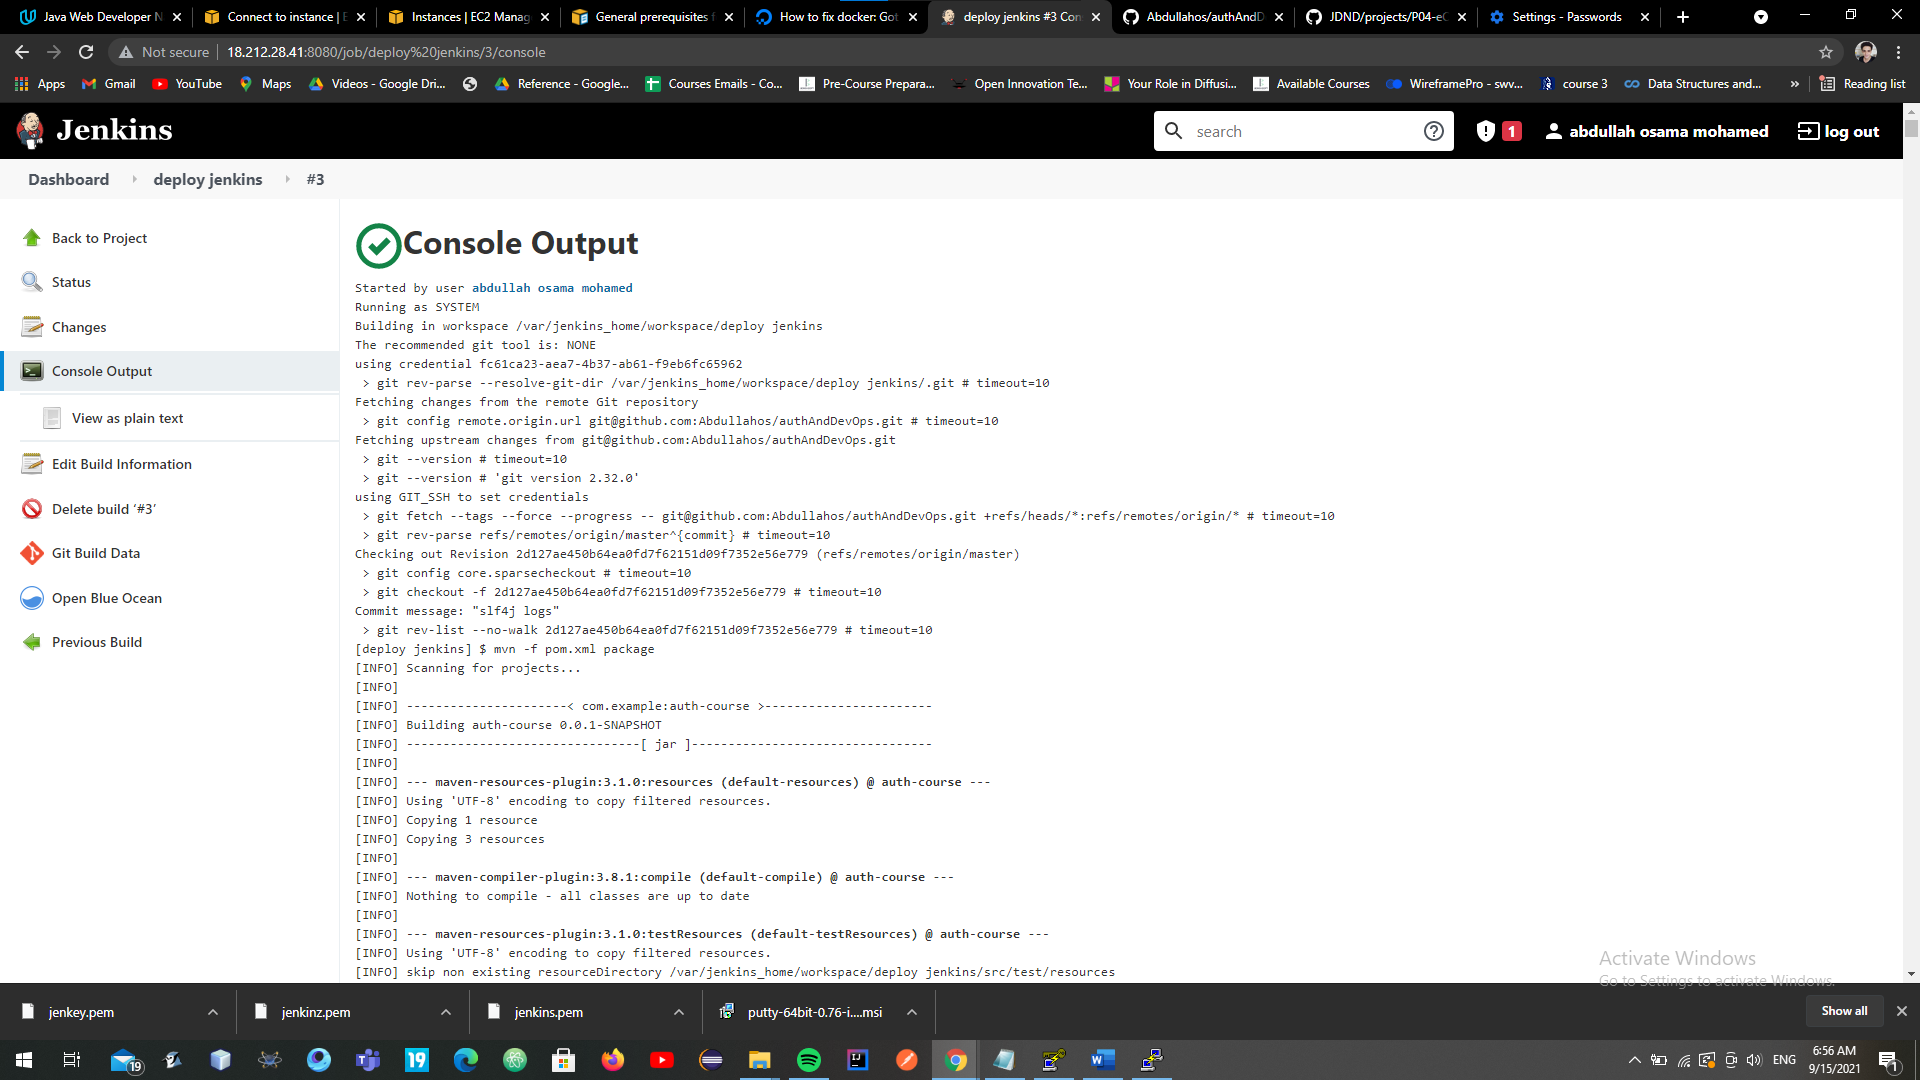 Java Web Developer N
Connect to instance | E
Instances | EC2 Manag
General prerequisites f
How to fix docker: Got
deploy jenkins #3 Con
Abdullahos/authAndD
JDND/projects/P04-eC
Settings - Passwords
Not secure
18.212.28.41:8080/job/deploy%20jenkins/3/console
Apps
Gmail
YouTube
Maps
Videos - Google Dri...
Reference - Google...
Courses Emails - Co...
Pre-Course Prepara...
Open Innovation Te...
Your Role in Diffusi...
Available Courses
WireframePro - swv...
course 3
Data Structures and...
»
Reading list
Jenkins
search
1
abdullah osama mohamed
log out
Dashboard
deploy jenkins
#3
Back to Project
Status
Changes
Console Output
View as plain text
Edit Build Information
Delete build ‘#3’
Git Build Data
Open Blue Ocean
Previous Build
Console Output
Started by user abdullah osama mohamed
Running as SYSTEM
Building in workspace /var/jenkins_home/workspace/deploy jenkins
The recommended git tool is: NONE
using credential fc61ca23-aea7-4b37-ab61-f9eb6fc65962
> git rev-parse --resolve-git-dir /var/jenkins_home/workspace/deploy jenkins/.git # timeout=10
Fetching changes from the remote Git repository
> git config remote.origin.url git@github.com:Abdullahos/authAndDevOps.git # timeout=10
Fetching upstream changes from git@github.com:Abdullahos/authAndDevOps.git
> git --version # timeout=10
> git --version # 'git version 2.32.0'
using GIT_SSH to set credentials
> git fetch --tags --force --progress -- git@github.com:Abdullahos/authAndDevOps.git +refs/heads/*:refs/remotes/origin/* # timeout=10
> git rev-parse refs/remotes/origin/master^{commit} # timeout=10
Checking out Revision 2d127ae450b64ea0fd7f62151d09f7352e56e779 (refs/remotes/origin/master)
> git config core.sparsecheckout # timeout=10
> git checkout -f 2d127ae450b64ea0fd7f62151d09f7352e56e779 # timeout=10
Commit message: "slf4j logs"
> git rev-list --no-walk 2d127ae450b64ea0fd7f62151d09f7352e56e779 # timeout=10
[deploy jenkins] $ mvn -f pom.xml package
[INFO] Scanning for projects...
[INFO]
[INFO] ----------------------< com.example:auth-course >-----------------------
[INFO] Building auth-course 0.0.1-SNAPSHOT
[INFO] --------------------------------[ jar ]---------------------------------
[INFO]
[INFO] --- maven-resources-plugin:3.1.0:resources (default-resources) @ auth-course ---
[INFO] Using 'UTF-8' encoding to copy filtered resources.
[INFO] Copying 1 resource
[INFO] Copying 3 resources
[INFO]
[INFO] --- maven-compiler-plugin:3.8.1:compile (default-compile) @ auth-course ---
[INFO] Nothing to compile - all classes are up to date
[INFO]
[INFO] --- maven-resources-plugin:3.1.0:testResources (default-testResources) @ auth-course ---
[INFO] Using 'UTF-8' encoding to copy filtered resources.
[INFO] skip non existing resourceDirectory /var/jenkins_home/workspace/deploy jenkins/src/test/resources
Activate Windows
Go to Settings to activate Windows.
jenkey.pem
jenkinz.pem
jenkins.pem
putty-64bit-0.76-i....msi
Show all
19
19
ENG
6:56 AM
9/15/2021
1